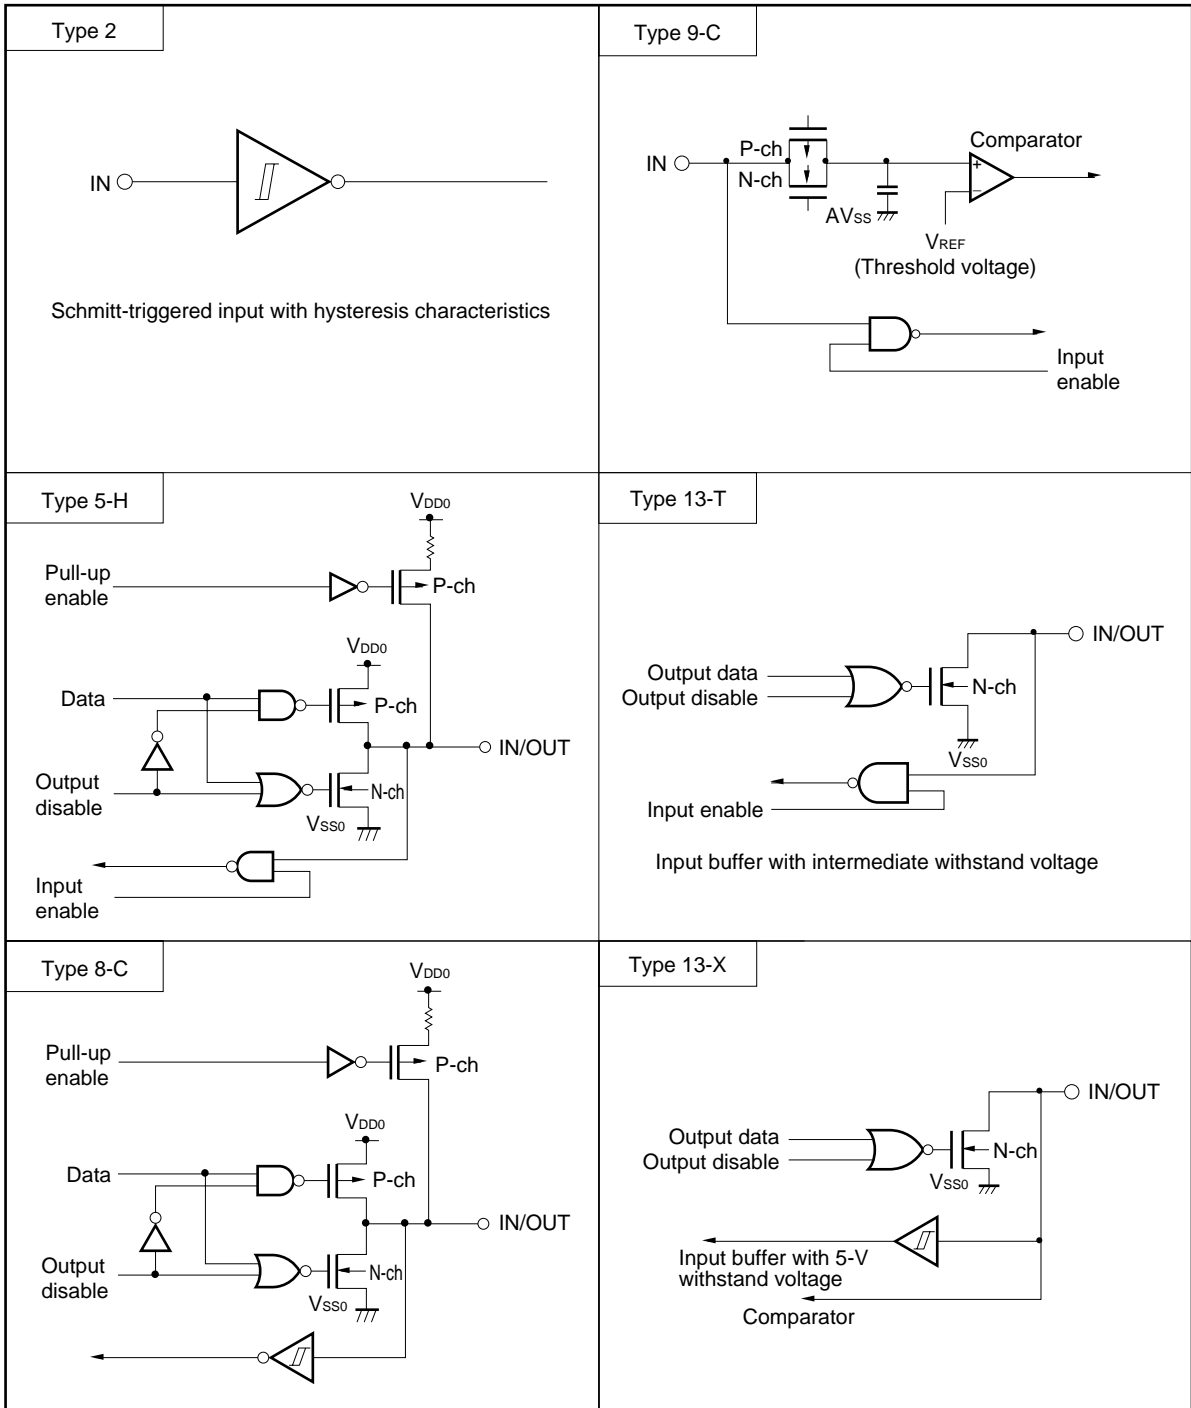 Type 2
IN
Schmitt-triggered input with hysteresis characteristics
Type 9-C
IN
P-ch
N-ch
Comparator
+
−
AVSS
VREF
(Threshold voltage)
Input
enable
Type 5-H
VDD0
Pull-up
enable
P-ch
VDD0
Data
P-ch
IN/OUT
Output
disable
N-ch
VSS0
Input
enable
Type 13-T
IN/OUT
Output data
Output disable
N-ch
VSS0
Input enable
Input buffer with intermediate withstand voltage
Type 8-C
VDD0
Pull-up
enable
P-ch
VDD0
Data
P-ch
IN/OUT
Output
disable
N-ch
VSS0
Type 13-X
IN/OUT
Output data
Output disable
N-ch
VSS0
Input buffer with 5-V
withstand voltage
Comparator